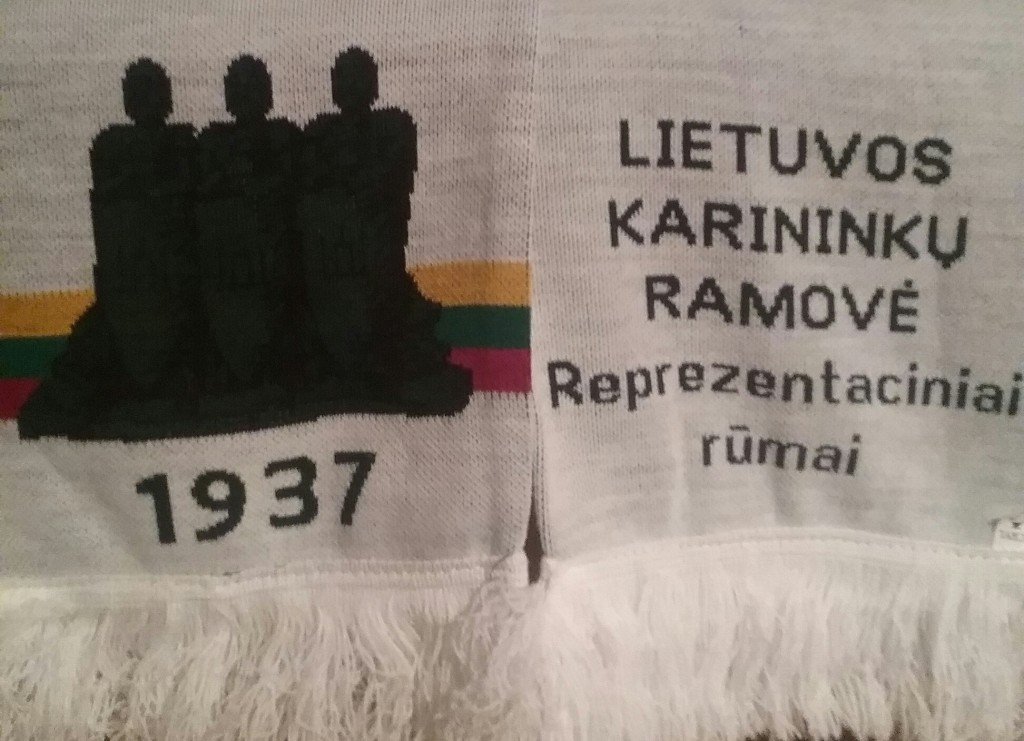 1937
LIETUVOS
KARININKŲ
RAMOVĖ
Reprezentaciniai
rūmai